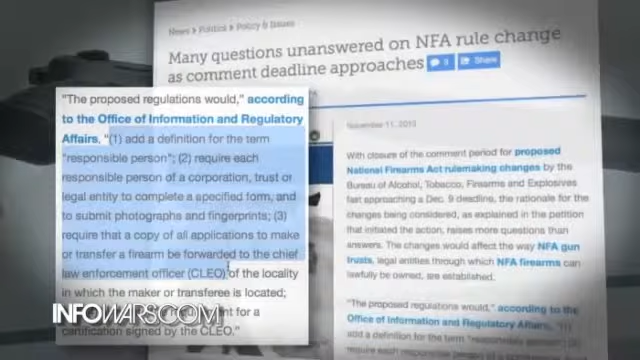 News > Politics > Policy & Issues
Many questions unanswered on NFA rule change
as comment deadline approaches
3 Share
"The proposed regulations would," according
to the Office of Information and Regulatory
Affairs, "(1) add a definition for the term
"responsible person"; (2) require each
responsible person of a corporation, trust or
legal entity to complete a specified form, and
to submit photographs and fingerprints; (3)
require that a copy of all applications to make
or transfer a firearm be forwarded to the chief
law enforcement officer (CLEO) of the locality
in which the maker or transferee is located;
for a
certification signed by the CLEO."
November 11, 2013
With closure of the comment period for proposed
National Firearms Act rulemaking changes by the
Bureau of Alcohol, Tobacco, Firearms and Explosives
fast approaching a Dec. 9 deadline, the rationale for the
changes being considered, as explained in the petition
that initiated the action, raises more questions than
answers. The changes would affect the way NFA gun
trusts, legal entities through which NFA firearms can
lawfully be owned, are established.
"The proposed regulations would," according to the
Office of Information and Regulatory Affairs, "(1) add a
definition for the term "responsible person"; (2)
require each
INFOWARS.COM